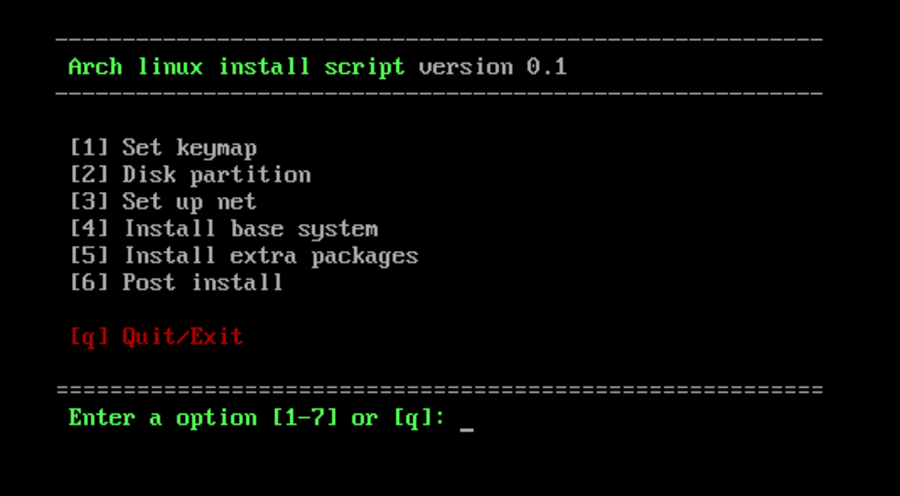 ------------------------------------------------------------
Arch linux install script version 0.1
------------------------------------------------------------
[1] Set keymap
[2] Disk partition
[3] Set up net
[4] Install base system
[5] Install extra packages
[6] Post install
[q] Quit/Exit
============================================================
Enter a option [1-7] or [q]: _